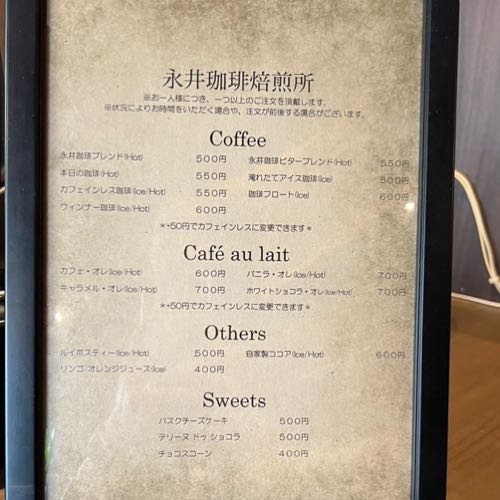 永井珈琲焙煎所
※お一人様につき、一つ以上のご注文を頂戴します。
※状況によりお時間をいただく場合や、注文が前後する場合がございます。
Coffee
永井珈琲ブレンド(Hot) 500円 永井珈琲ビターブレンド(Hot) 550円
本日の珈琲(Hot) 550円 淹れたてアイス珈琲(Ice) 500円
カフェインレス珈琲(Ice/Hot) 550円 珈琲フロート(Ice) 600円
ウィンナー珈琲(Ice/Hot) 600円
*+50円でカフェインレスに変更できます*
Café au lait
カフェ・オレ(Ice/Hot) 600円 バニラ・オレ(Ice/Hot) 700円
キャラメル・オレ(Ice/Hot) 700円 ホワイトショコラ・オレ(Ice/Hot) 700円
*+50円でカフェインレスに変更できます*
Others
ルイボスティー(Ice/Hot) 500円 自家製ココア(Ice/Hot) 600円
リンゴ/オレンジジュース(Ice) 400円
Sweets
バスクチーズケーキ 500円
テリーヌ ドゥ ショコラ 500円
チョコスコーン 400円